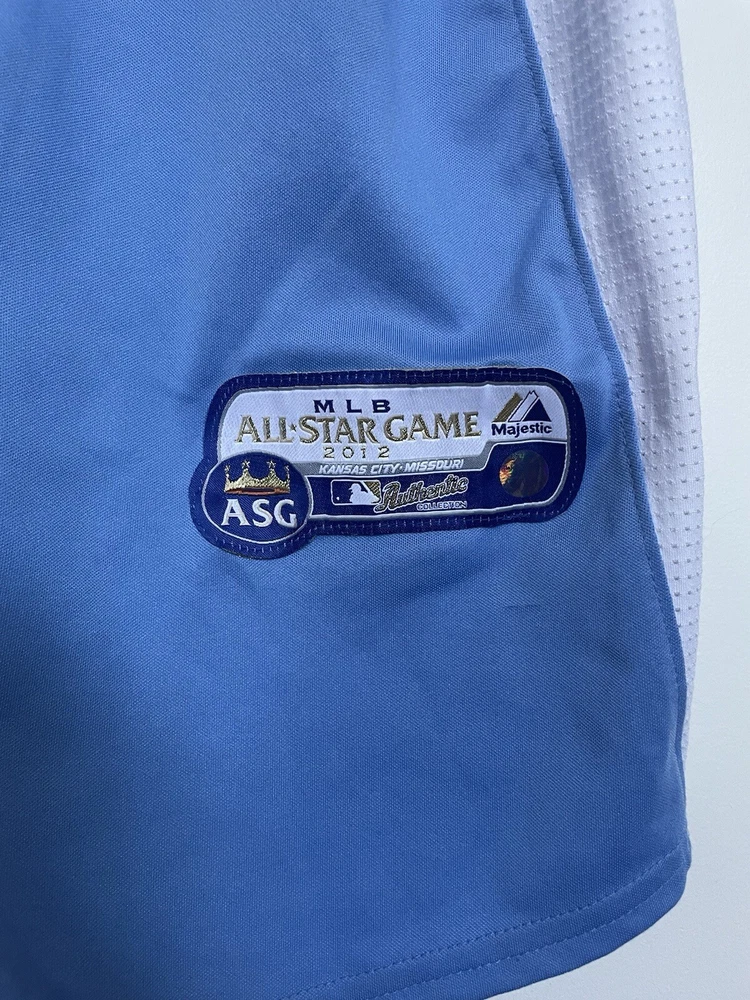 MLB
ALL★STAR GAME
2012
Majestic
KANSAS CITY•MISSOURI
ASG
Authentic
COLLECTION